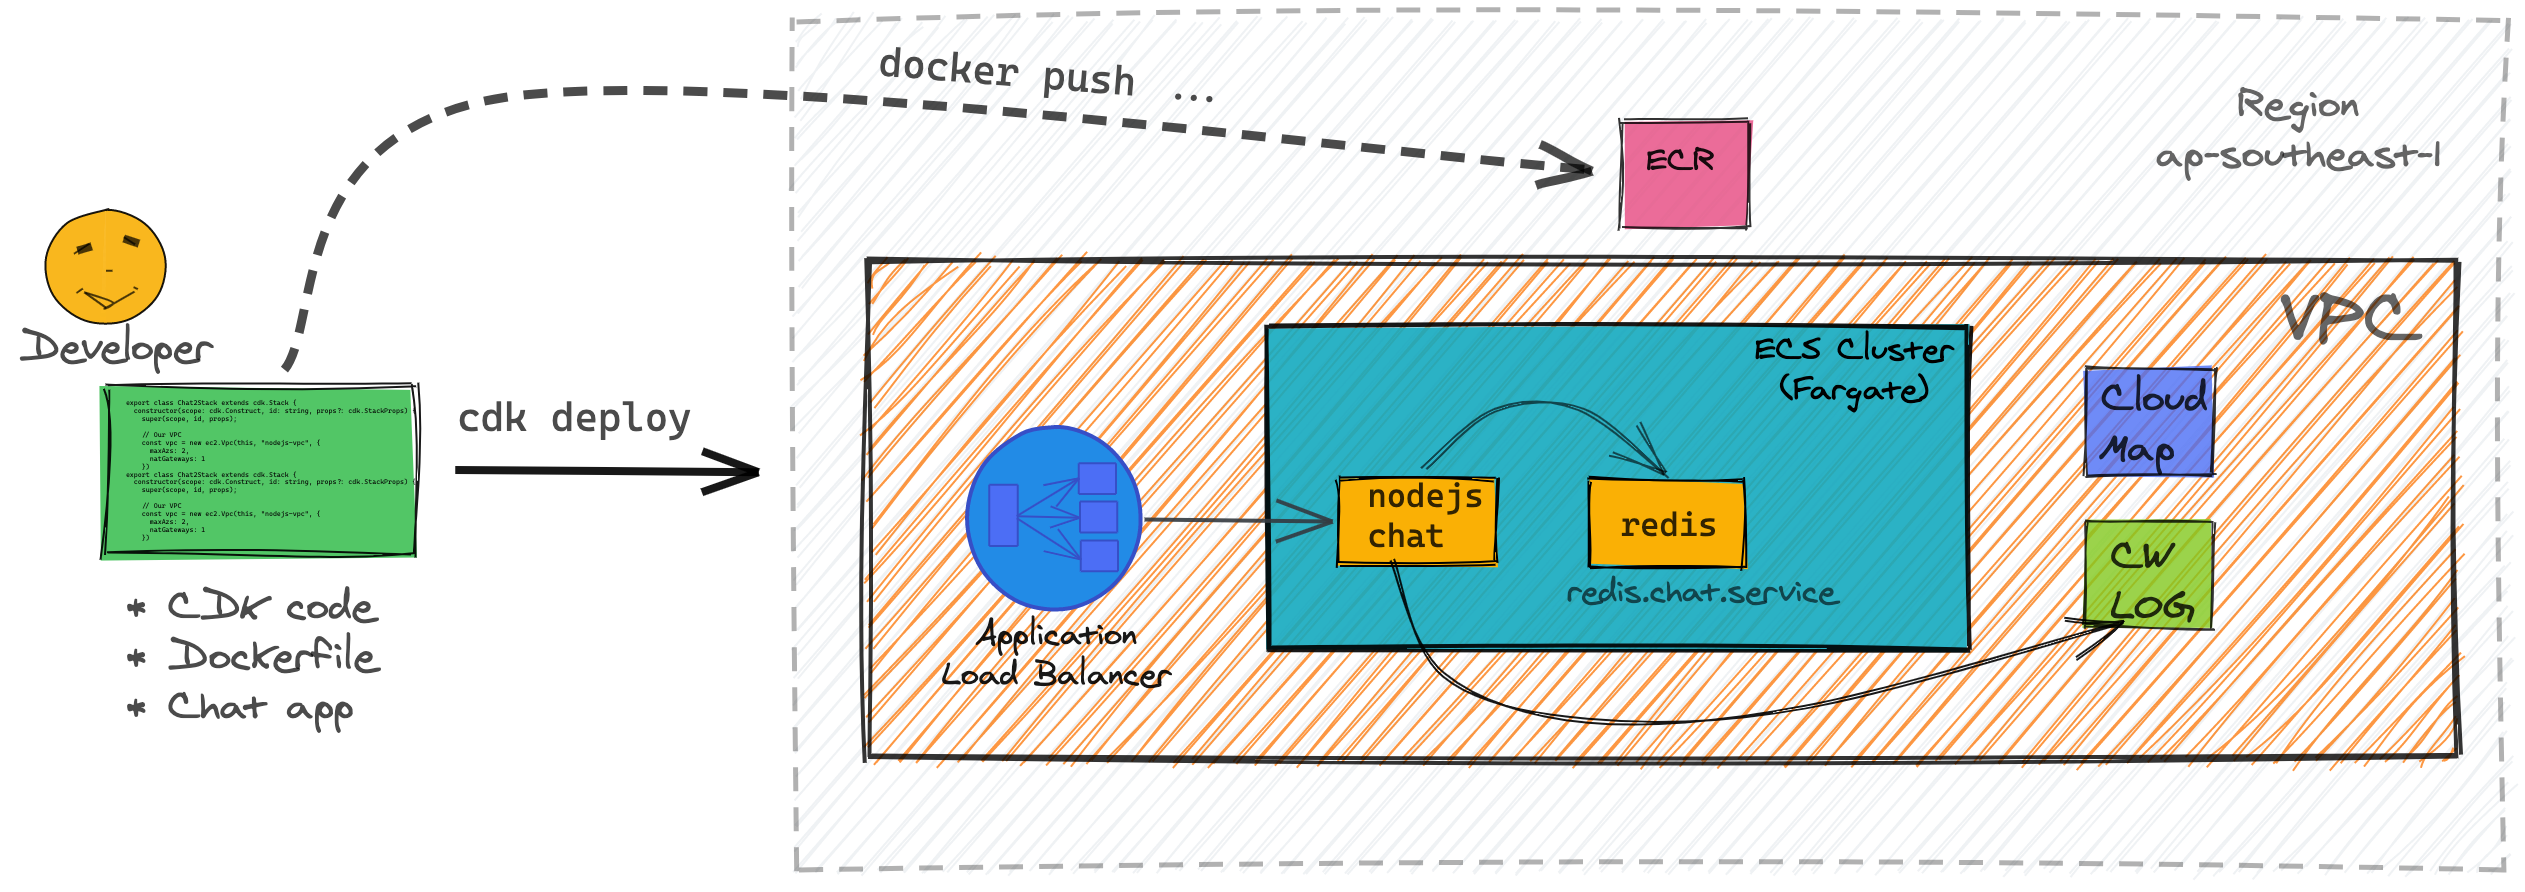 docker push ...
Region
ap-southeast-1
ECR
Developer
VPC
ECS Cluster
(Fargate)
Cloud
Map
export class Chat2Stack extends cdk.Stack {
constructor(scope: cdk.Construct, id: string, props?: cdk.StackProps) {
super(scope, id, props);
// Our VPC
const vpc = new ec2.Vpc(this, "nodejs-vpc", {
maxAzs: 2,
natGateways: 1
})
export class Chat2Stack extends cdk.Stack {
constructor(scope: cdk.Construct, id: string, props?: cdk.StackProps) {
super(scope, id, props);
// Our VPC
const vpc = new ec2.Vpc(this, "nodejs-vpc", {
maxAzs: 2,
natGateways: 1
})
cdk deploy
nodejs
chat
redis
redis.chat.service
CW
LOG
Application
Load Balancer
* CDK code
* Dockerfile
* Chat app